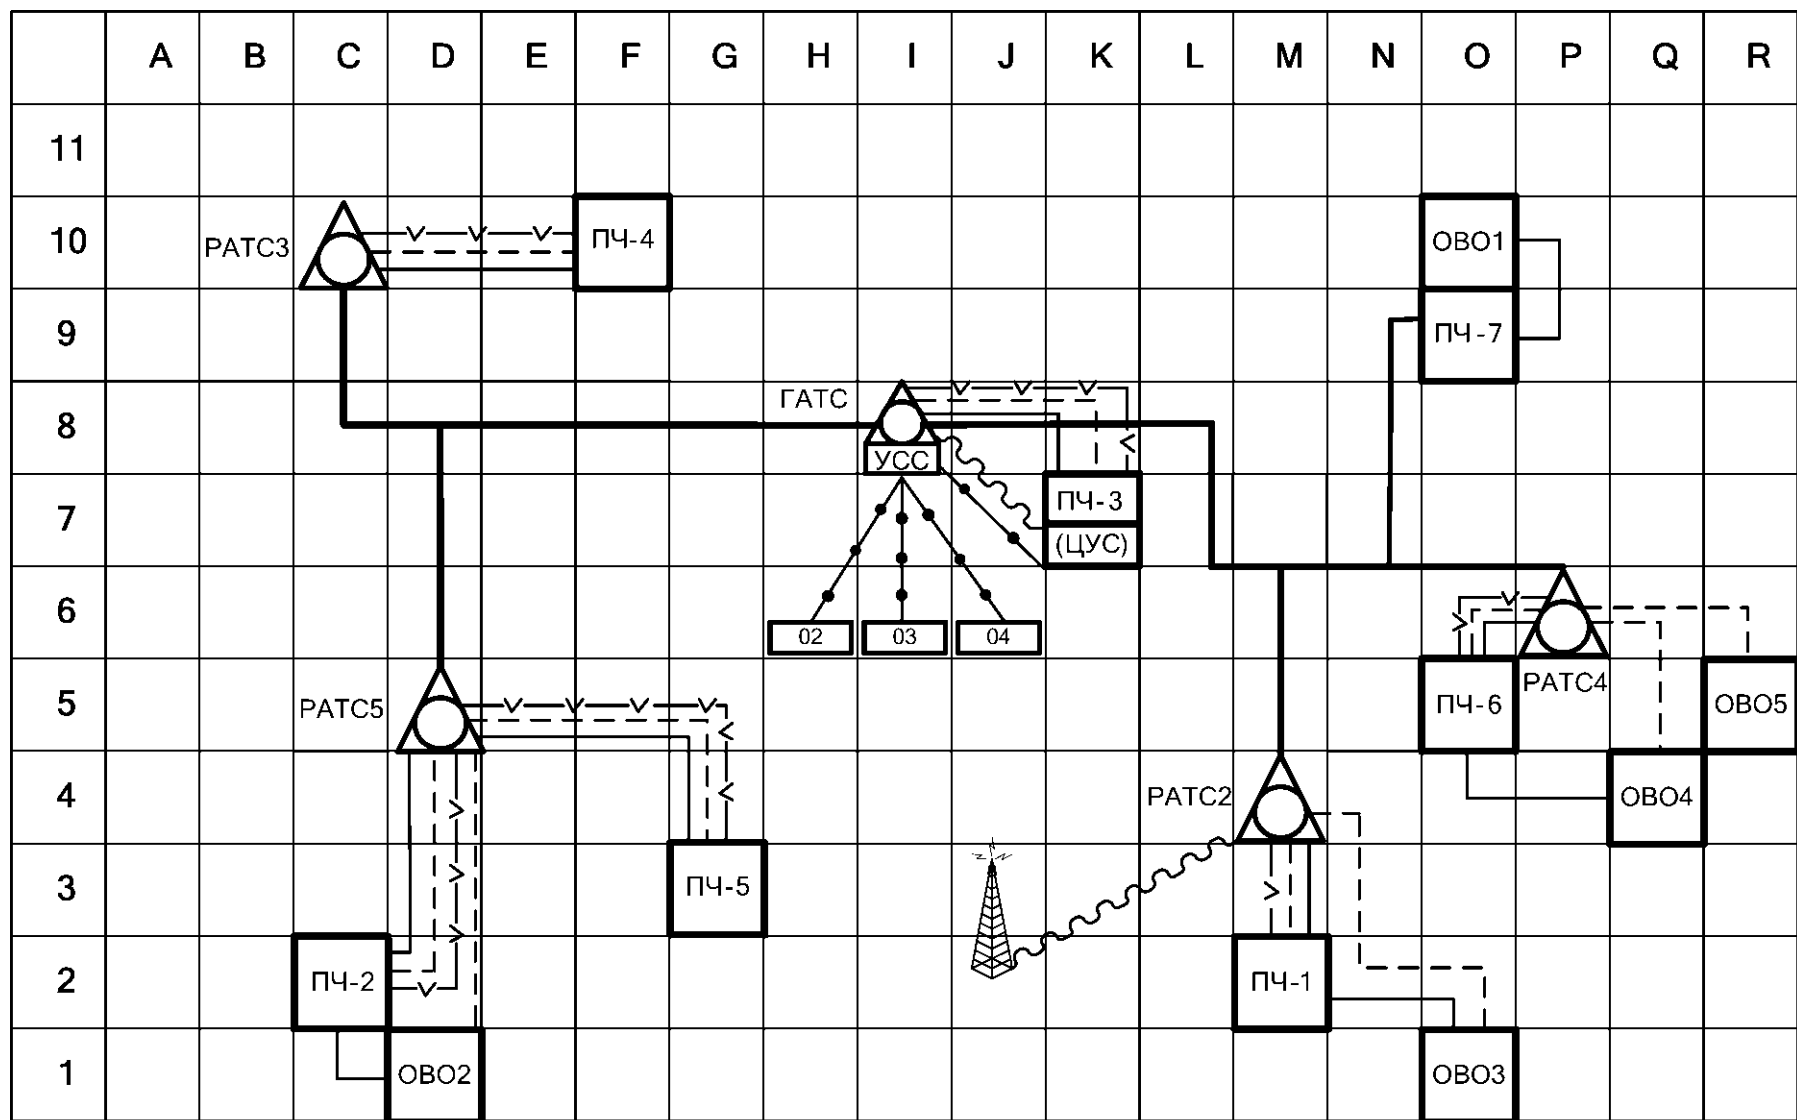 A B C D E F G H I J K L M N O P Q R
11
10 РАТС3 ПЧ-4 ОВО1
9 ПЧ-7
8 ГАТС
УСС
7 ПЧ-3
(ЦУС)
6 02 03 04
5 РАТС5 ПЧ-6 РАТС4 ОВО5
4 РАТС2 ОВО4
3 ПЧ-5
2 ПЧ-2 ПЧ-1
1 ОВО2 ОВО3